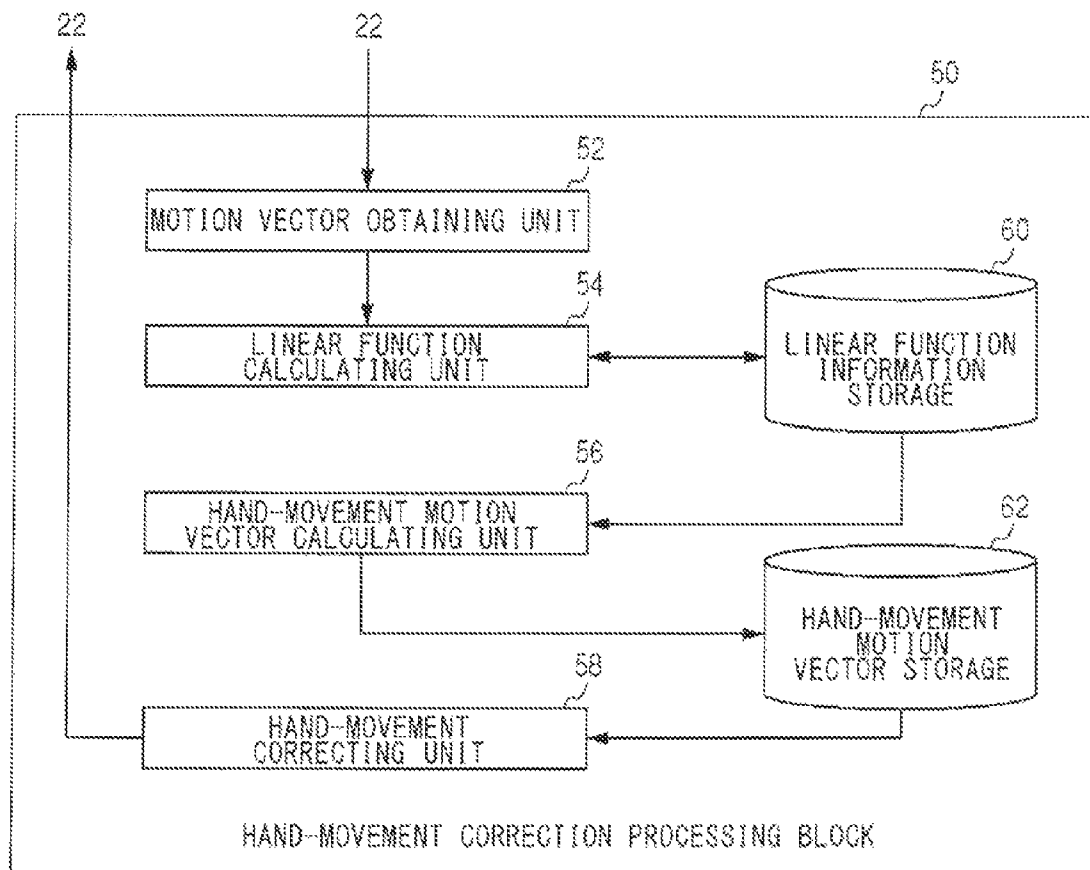 22
22
50
52
MOTION VECTOR OBTAINING UNIT
54
LINEAR FUNCTION
CALCULATING UNIT
60
LINEAR FUNCTION
INFORMATION
STORAGE
56
HAND-MOVEMENT MOTION
VECTOR CALCULATING UNIT
62
HAND-MOVEMENT
MOTION
VECTOR STORAGE
58
HAND-MOVEMENT
CORRECTING UNIT
HAND-MOVEMENT CORRECTION PROCESSING BLOCK